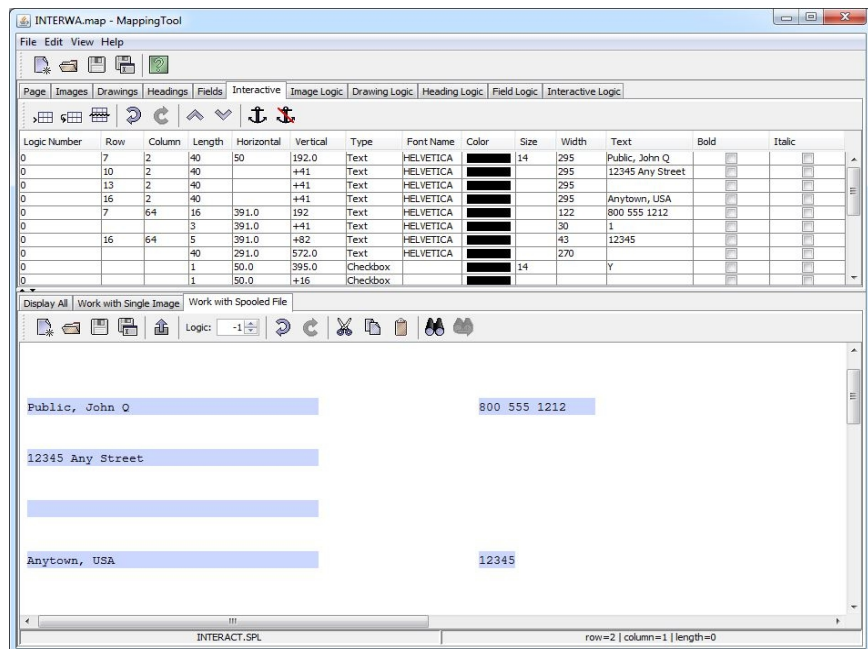 INTERWA.map - MappingTool
File Edit View Help
Page Images Drawings Headings Fields Interactive Image Logic Drawing Logic Heading Logic Field Logic Interactive Logic
Logic Number Row Column Length Horizontal Vertical Type Font Name Color Size Width Text Bold Italic
0 7 2 40 50 192.0 Text HELVETICA 14 295 Public, John Q
0 10 2 40 +41 Text HELVETICA 295 12345 Any Street
0 13 2 40 +41 Text HELVETICA 295
0 16 2 40 +41 Text HELVETICA 295 Anytown, USA
0 7 64 16 391.0 192 Text HELVETICA 122 800 555 1212
0 3 391.0 +41 Text HELVETICA 30 1
0 16 64 5 391.0 +82 Text HELVETICA 43 12345
0 40 291.0 572.0 Text HELVETICA 270
0 1 50.0 395.0 Checkbox 14 Y
0 1 50.0 +16 Checkbox
Display All Work with Single Image Work with Spooled File
Logic: -1
Public, John Q 800 555 1212
12345 Any Street
Anytown, USA 12345
INTERACT.SPL row=2 | column=1 | length=0